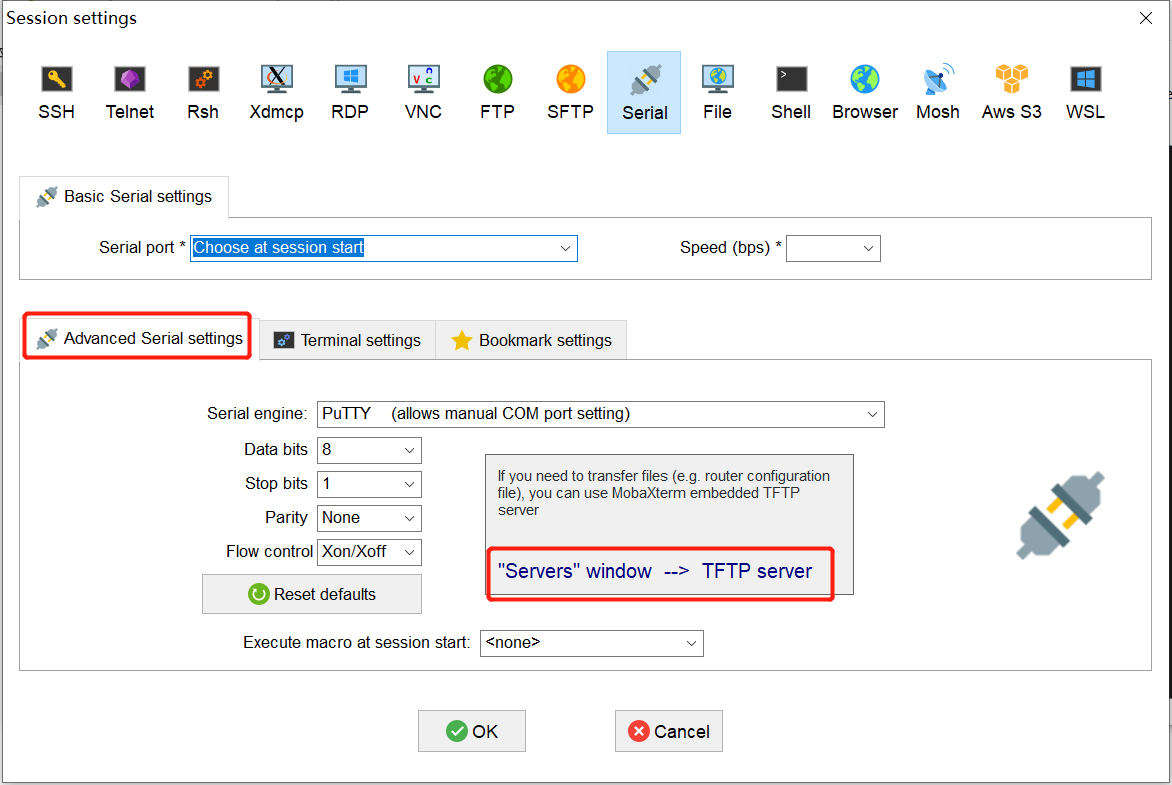 Session settings
SSH Telnet Rsh Xdmcp RDP VNC FTP SFTP Serial File Shell Browser Mosh Aws S3 WSL
Basic Serial settings
Serial port * Choose at session start Speed (bps) *
Advanced Serial settings Terminal settings Bookmark settings
Serial engine: PuTTY (allows manual COM port setting)
Data bits 8
Stop bits 1
Parity None
Flow control Xon/Xoff
Reset defaults
If you need to transfer files (e.g. router configuration
file), you can use MobaXterm embedded TFTP
server
"Servers" window --> TFTP server
Execute macro at session start: <none>
OK Cancel